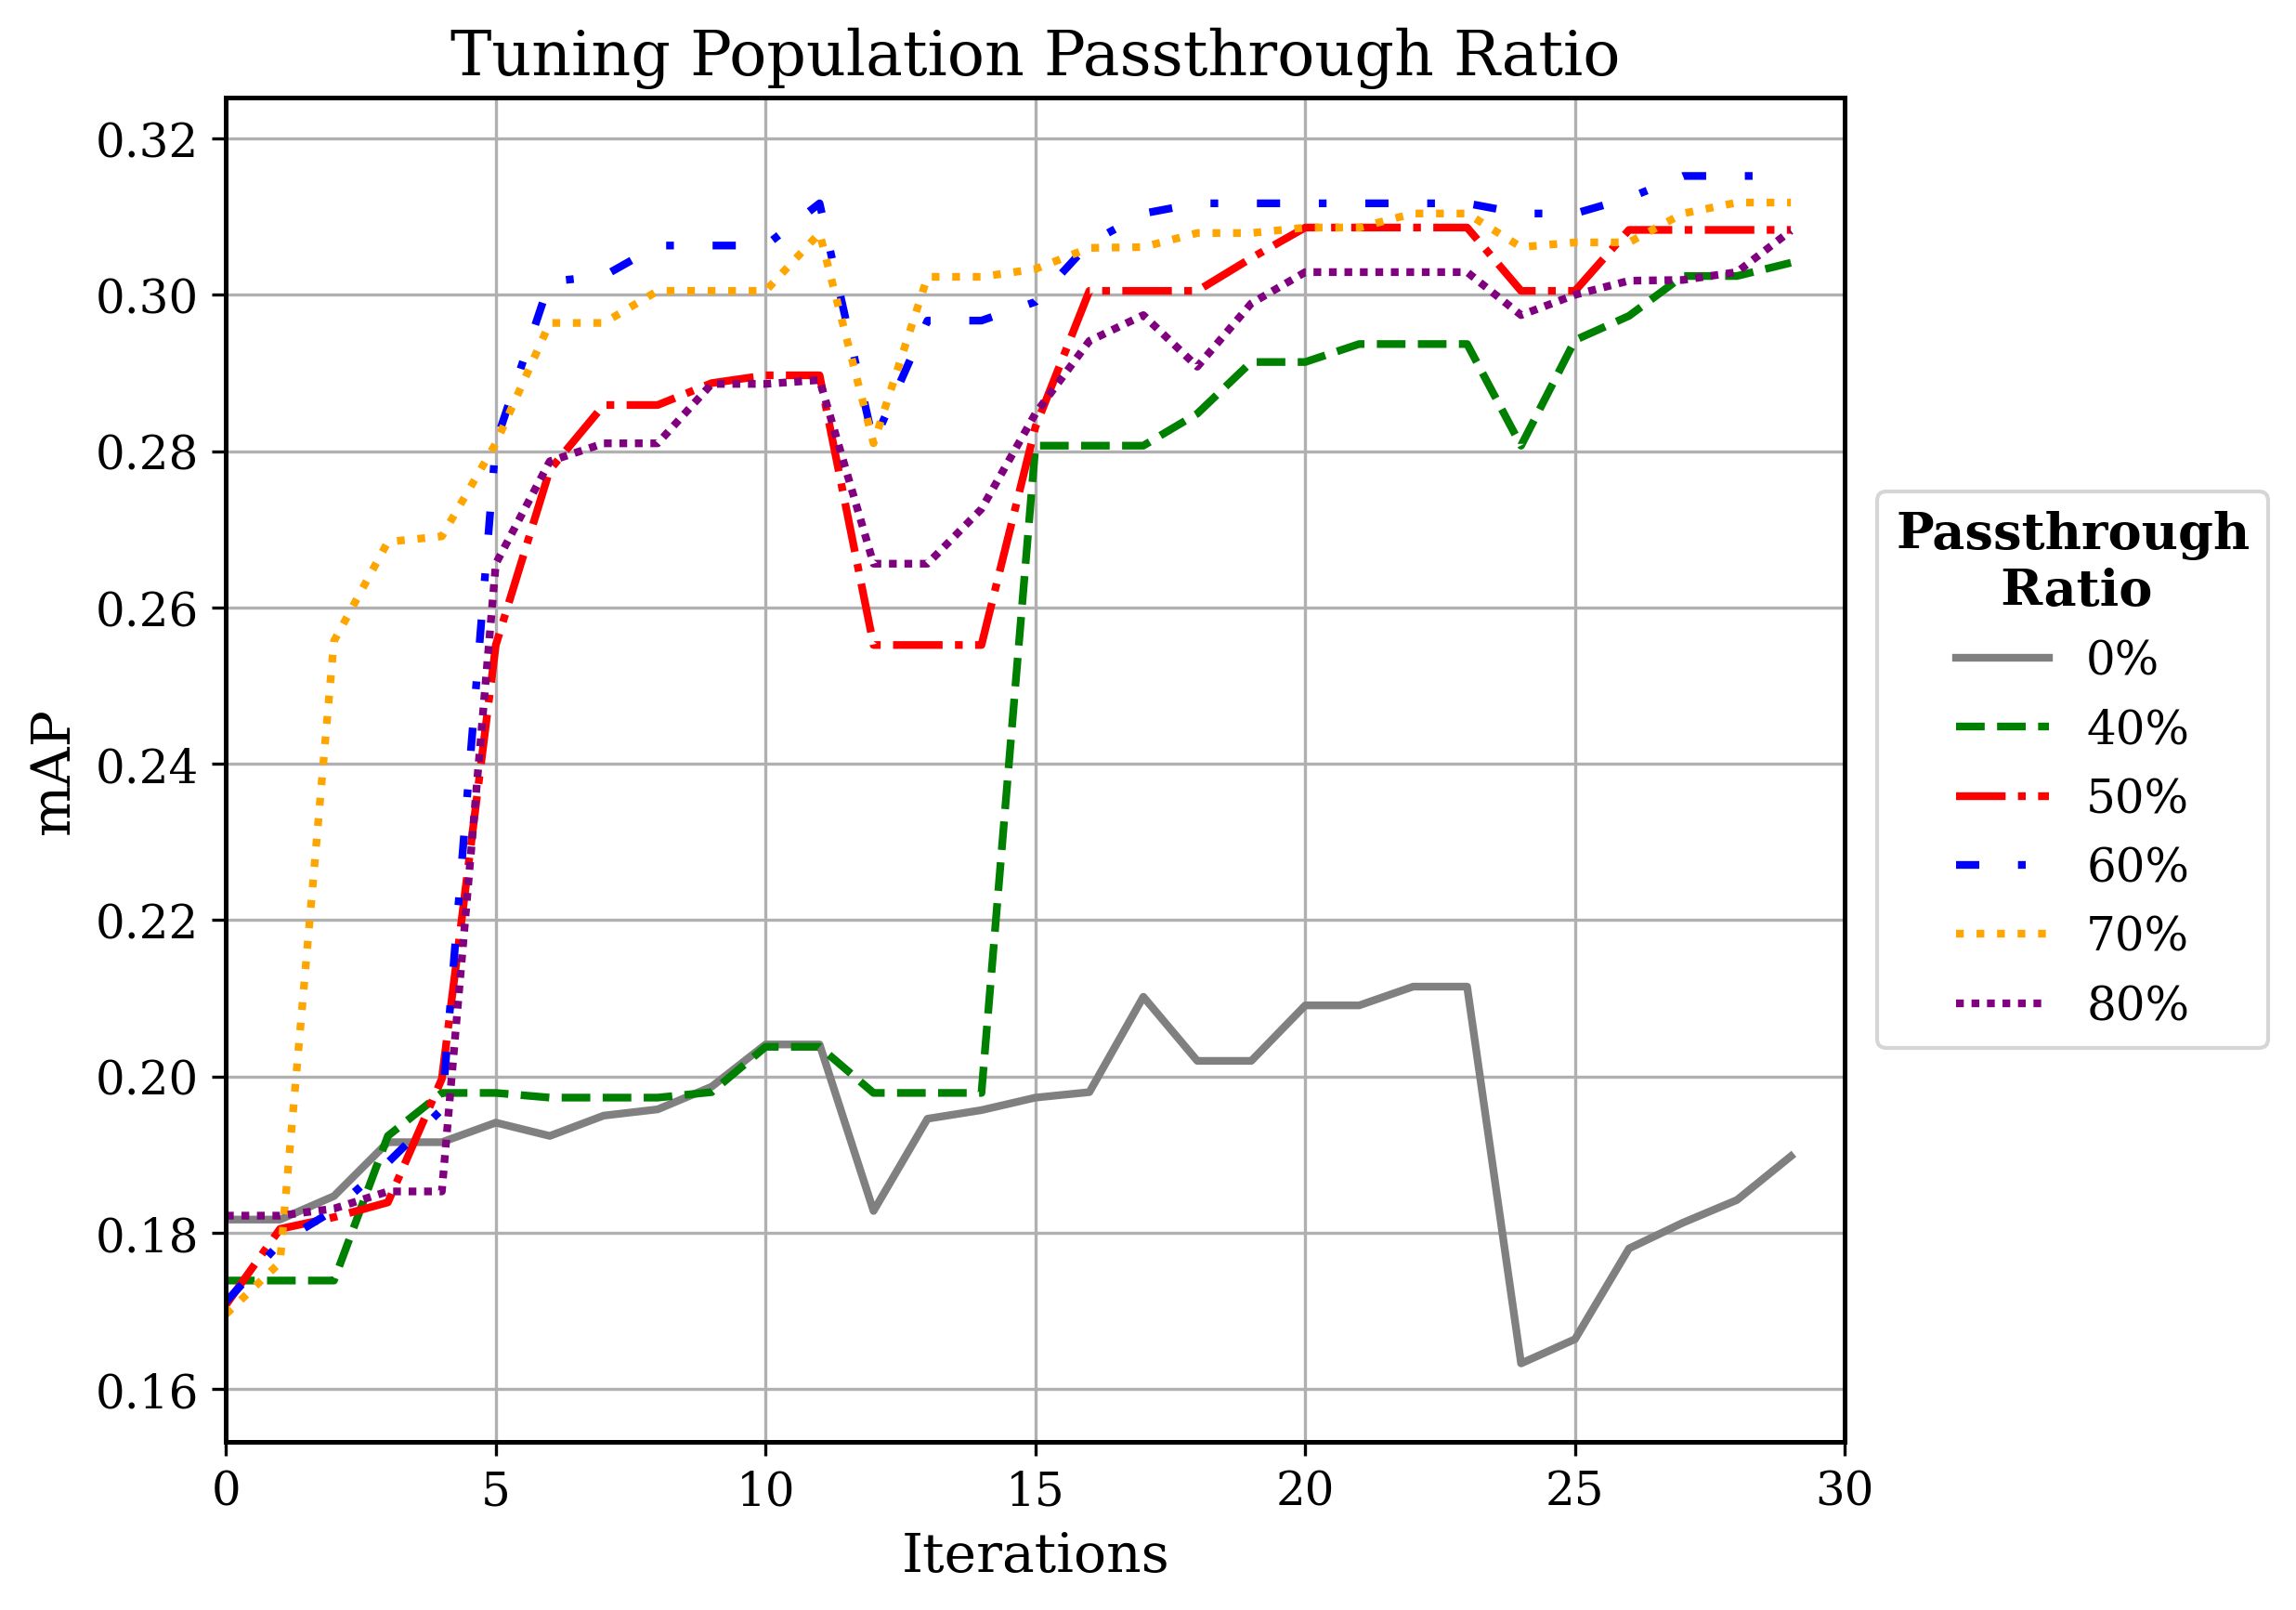 Tuning Population Passthrough Ratio
0.32
0.30
0.28
0.26
0.24
0.22
0.20
0.18
0.16
mAP
0 5 10 15 20 25 30
Iterations
Passthrough
Ratio
0%
40%
50%
60%
70%
80%